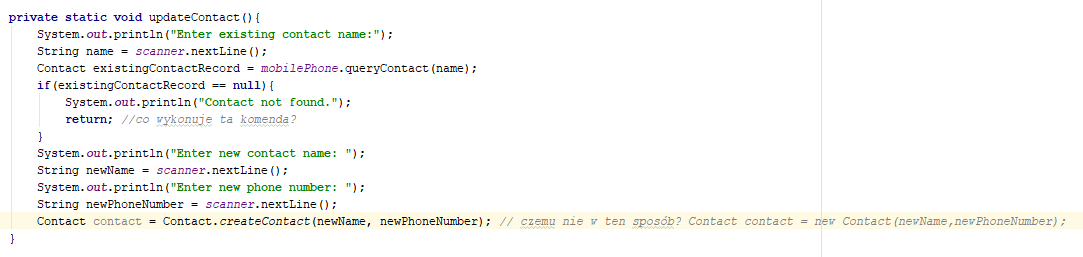 private static void updateContact(){
System.out.println("Enter existing contact name:");
String name = scanner.nextLine();
Contact existingContactRecord = mobilePhone.queryContact(name);
if(existingContactRecord == null){
System.out.println("Contact not found.");
return; //co wykonuje ta komenda?
}
System.out.println("Enter new contact name: ");
String newName = scanner.nextLine();
System.out.println("Enter new phone number: ");
String newPhoneNumber = scanner.nextLine();
Contact contact = Contact.createContact(newName, newPhoneNumber); // czemu nie w ten sposób? Contact contact = new Contact(newName,newPhoneNumber);
}